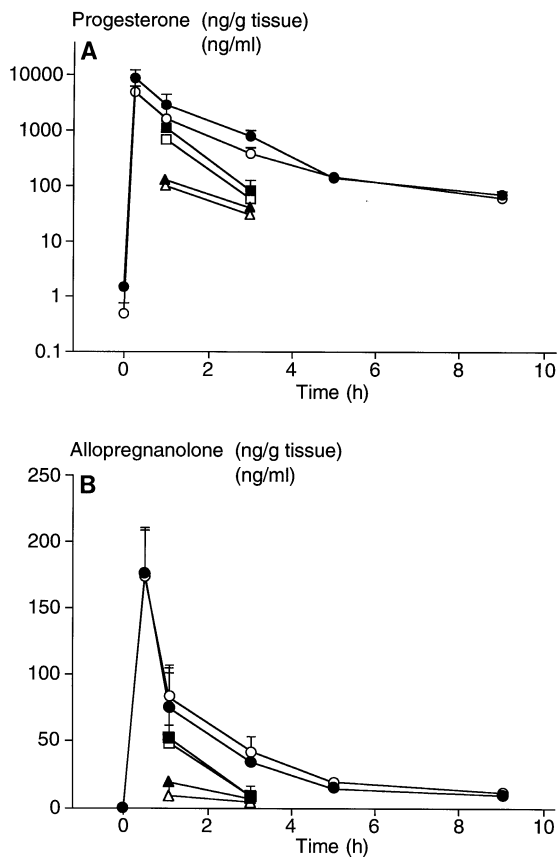 Progesterone (ng/g tissue)
(ng/ml)
A
10000
1000
100
10
1
0.1
0 2 4 6 8 10
Time (h)
Allopregnanolone (ng/g tissue)
(ng/ml)
B
250
200
150
100
50
0
0 2 4 6 8 10
Time (h)